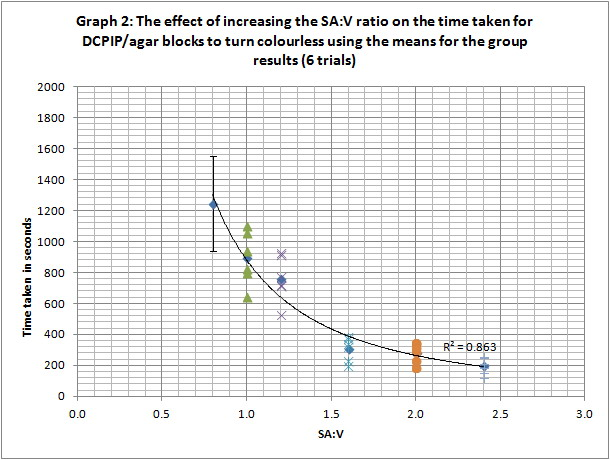 Graph 2: The effect of increasing the SA:V ratio on the time taken for
DCPIP/agar blocks to turn colourless using the means for the group
results (6 trials)
2000
1800
1600
1400
1200
1000
800
600
400
200
0
Time taken in seconds
R² = 0.863
0.0 0.5 1.0 1.5 2.0 2.5 3.0
SA:V